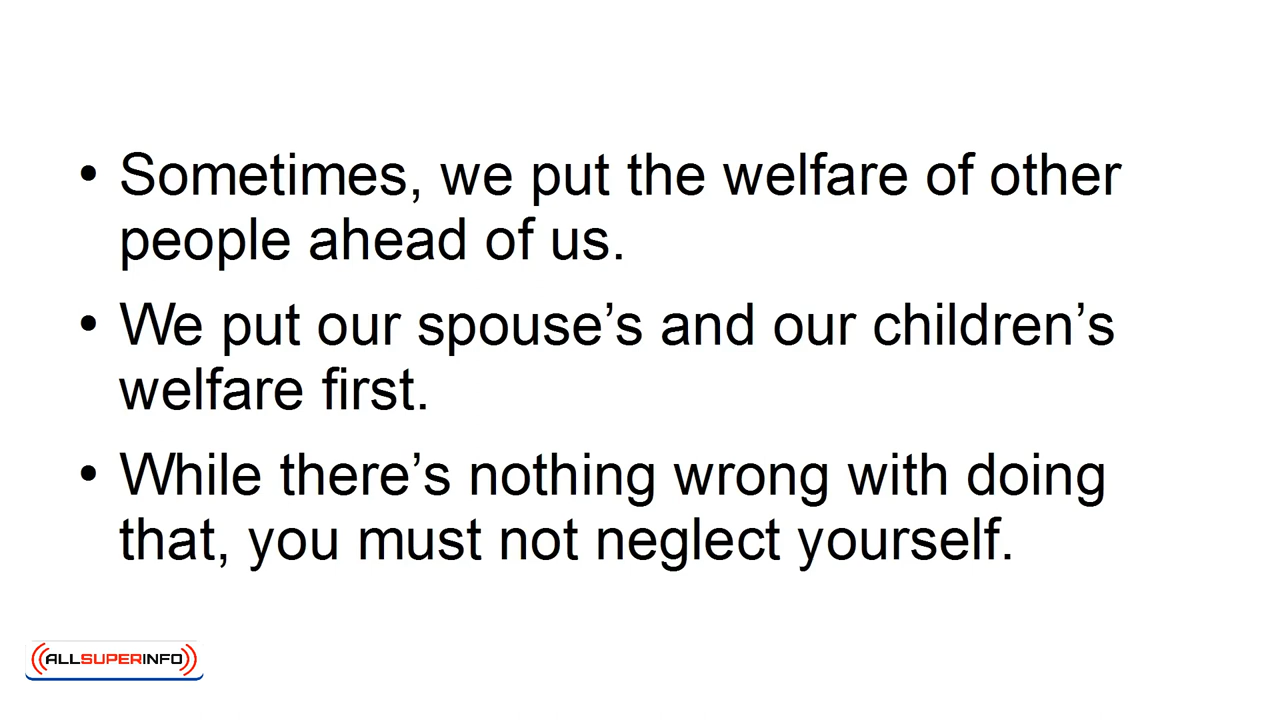 • Sometimes, we put the welfare of other
people ahead of us.
• We put our spouse’s and our children’s
welfare first.
• While there’s nothing wrong with doing
that, you must not neglect yourself.
ALLSUPERINFO